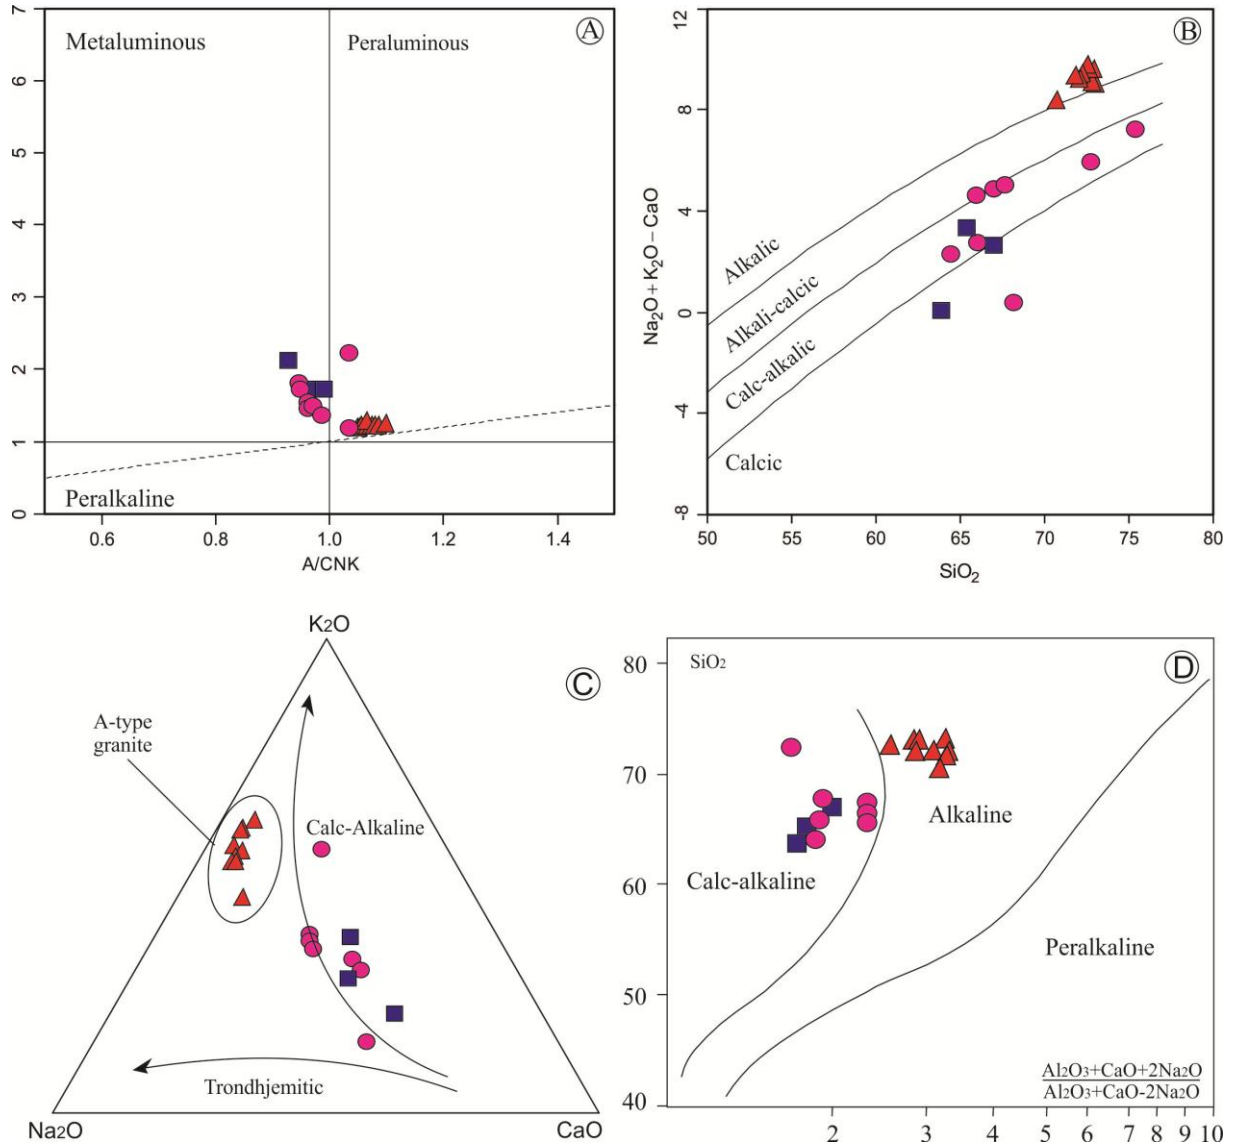 Metaluminous
Peraluminous
A
7
6
5
4
3
2
1
0
Peralkaline
0.6 0.8 1.0 1.2 1.4
A/CNK
B
12
8
4
0
-4
-8
Na₂O+K₂O−CaO
Alkalic
Alkali-calcic
Calc-alkalic
Calcic
50 55 60 65 70 75 80
SiO₂
K₂O
C
A-type
granite
Calc-Alkaline
Trondhjemitic
Na₂O
CaO
SiO₂
D
80
70
60
50
40
Alkaline
Calc-alkaline
Peralkaline
Al₂O₃+CaO+2Na₂O
Al₂O₃+CaO-2Na₂O
2 3 4 5 6 7 8 9 10